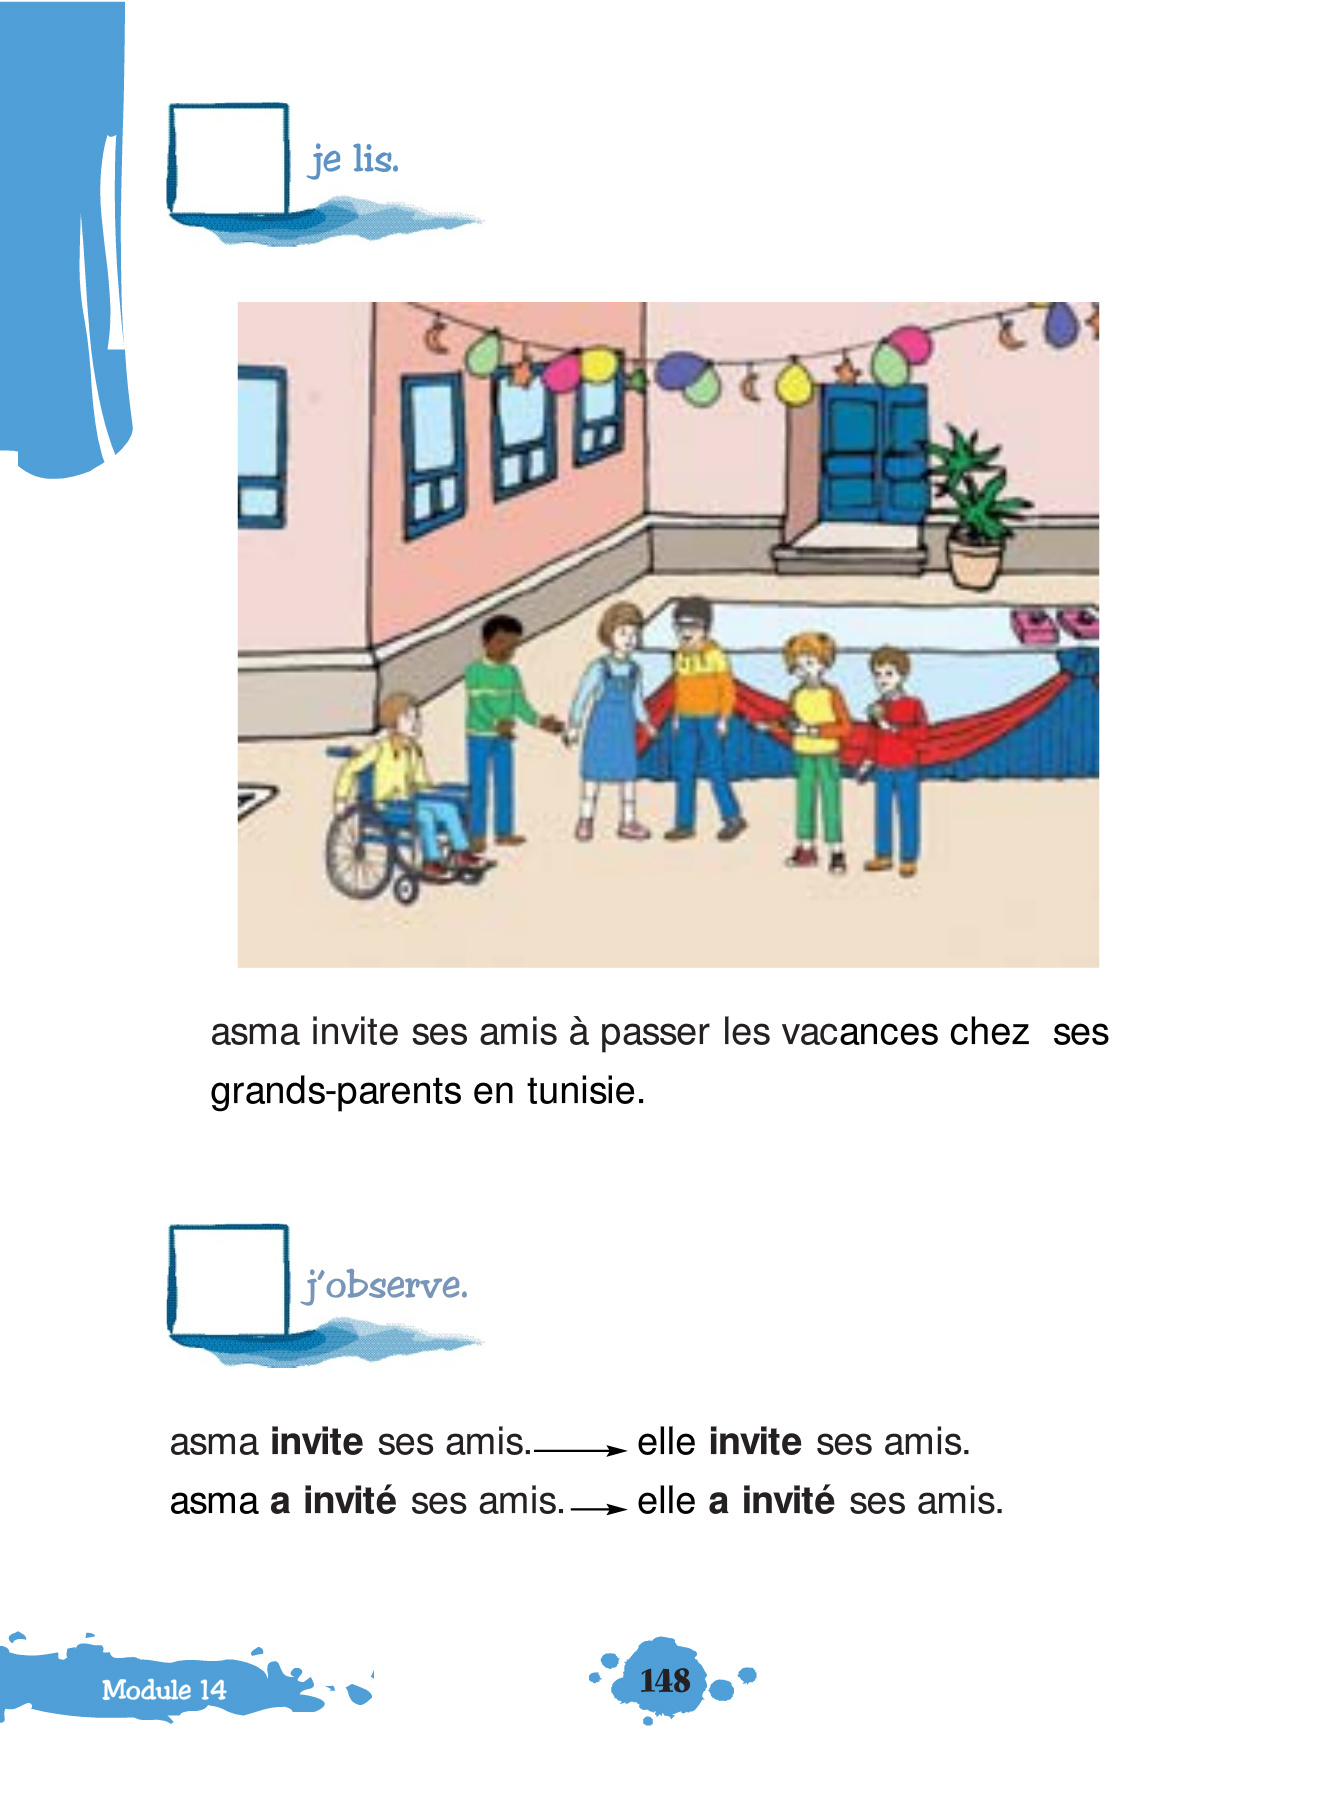 je lis.
asma invite ses amis à passer les vacances chez ses
grands-parents en tunisie.
j'observe.
asma invite ses amis. elle invite ses amis.
asma a invité ses amis. elle a invité ses amis.
Module 14
148